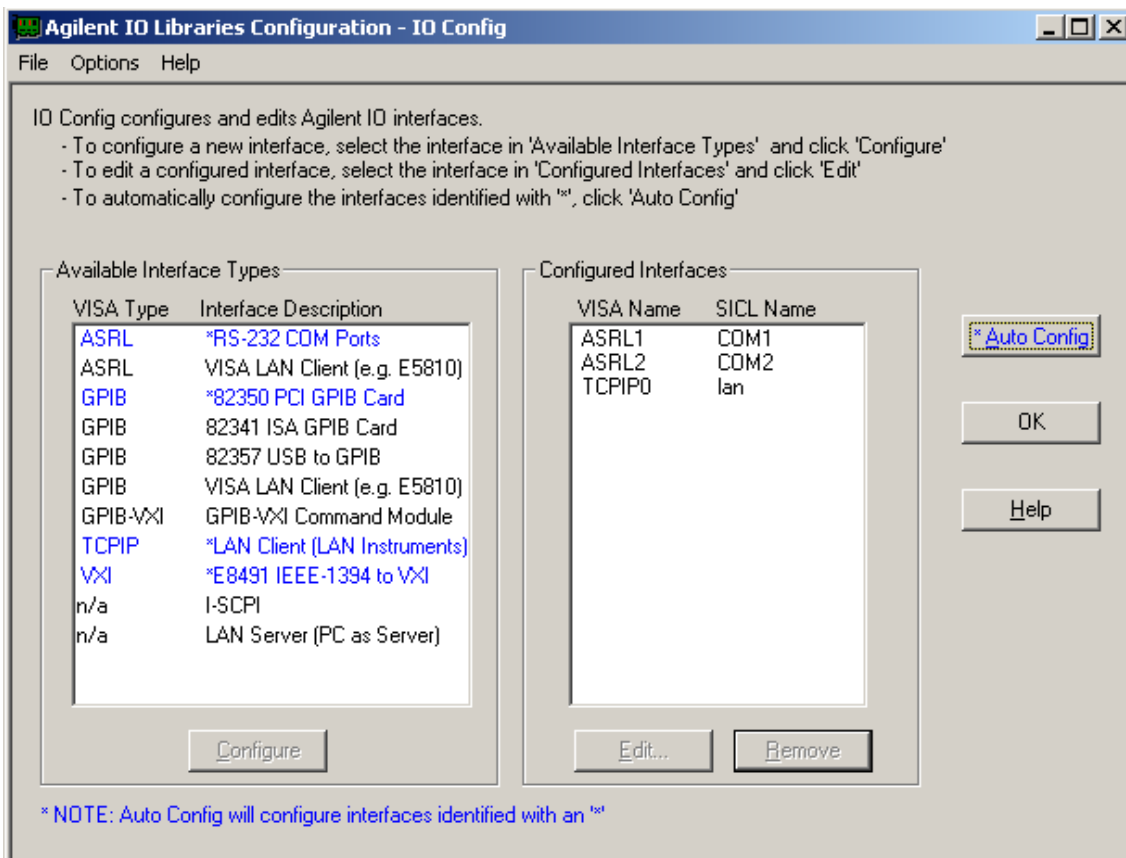 Agilent IO Libraries Configuration - IO Config
File Options Help
IO Config configures and edits Agilent IO interfaces.
- To configure a new interface, select the interface in 'Available Interface Types' and click 'Configure'
- To edit a configured interface, select the interface in 'Configured Interfaces' and click 'Edit'
- To automatically configure the interfaces identified with '*', click 'Auto Config'
Available Interface Types
VISA Type Interface Description
ASRL *RS-232 COM Ports
ASRL VISA LAN Client (e.g. E5810)
GPIB *82350 PCI GPIB Card
GPIB 82341 ISA GPIB Card
GPIB 82357 USB to GPIB
GPIB VISA LAN Client (e.g. E5810)
GPIB-VXI GPIB-VXI Command Module
TCPIP *LAN Client (LAN Instruments)
VXI *E8491 IEEE-1394 to VXI
n/a I-SCPI
n/a LAN Server (PC as Server)
Configure
Configured Interfaces
VISA Name SICL Name
ASRL1 COM1
ASRL2 COM2
TCPIP0 lan
Edit... Remove
* Auto Config
OK
Help
* NOTE: Auto Config will configure interfaces identified with an '*'